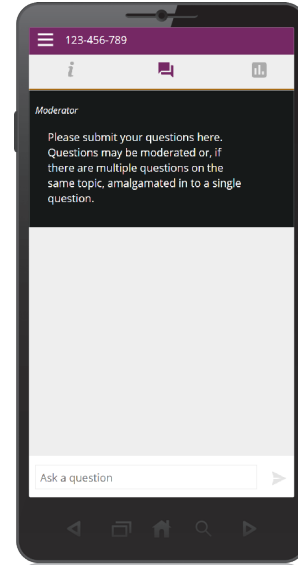 123-456-789
i
Moderator
Please submit your questions here.
Questions may be moderated or, if
there are multiple questions on the
same topic, amalgamated in to a single
question.
Ask a question